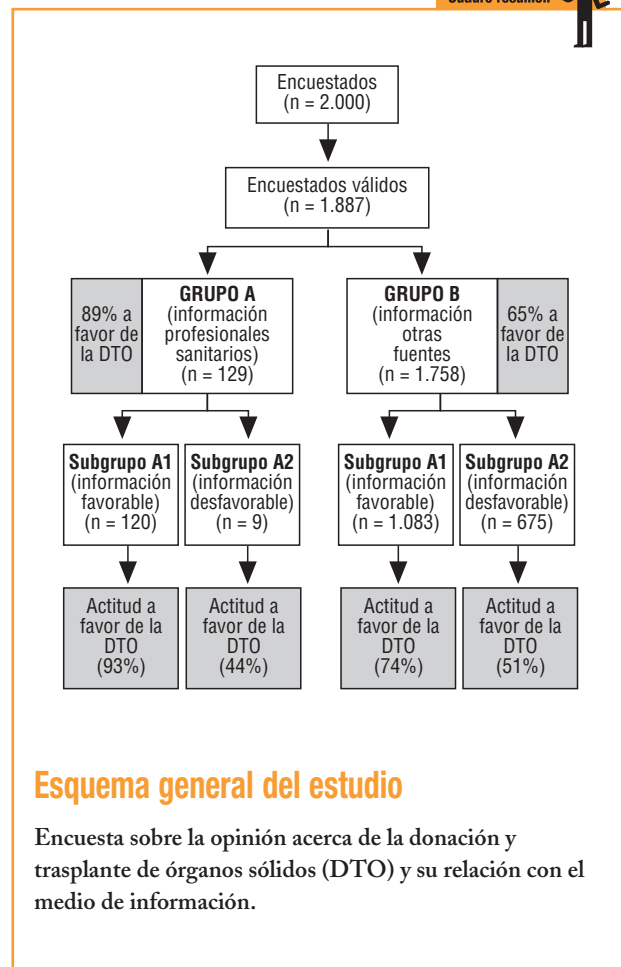 Cuadro resumen
Encuestados
(n = 2.000)
Encuestados válidos
(n = 1.887)
89% a
favor de
la DTO
GRUPO A
(información
profesionales
sanitarios)
(n = 129)
GRUPO B
(información
otras
fuentes
(n = 1.758)
65% a
favor de
la DTO
Subgrupo A1
(información
favorable)
(n = 120)
Subgrupo A2
(información
desfavorable)
(n = 9)
Subgrupo A1
(información
favorable)
(n = 1.083)
Subgrupo A2
(información
desfavorable)
(n = 675)
Actitud a
favor de la
DTO
(93%)
Actitud a
favor de la
DTO
(44%)
Actitud a
favor de la
DTO
(74%)
Actitud a
favor de la
DTO
(51%)
Esquema general del estudio
Encuesta sobre la opinión acerca de la donación y
trasplante de órganos sólidos (DTO) y su relación con el
medio de información.